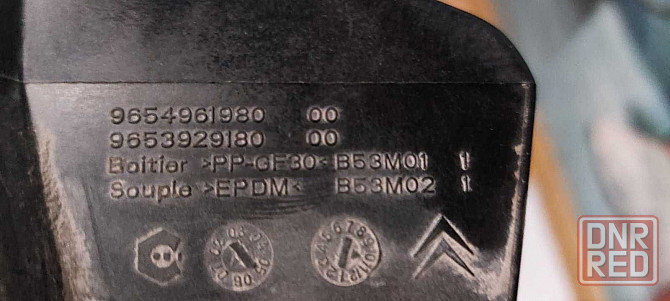 9654961980 00
9653929180 00
Boitier >PP-GF30< B53M01 1
Souple >EPDM< B53M02 1
DNR
RED